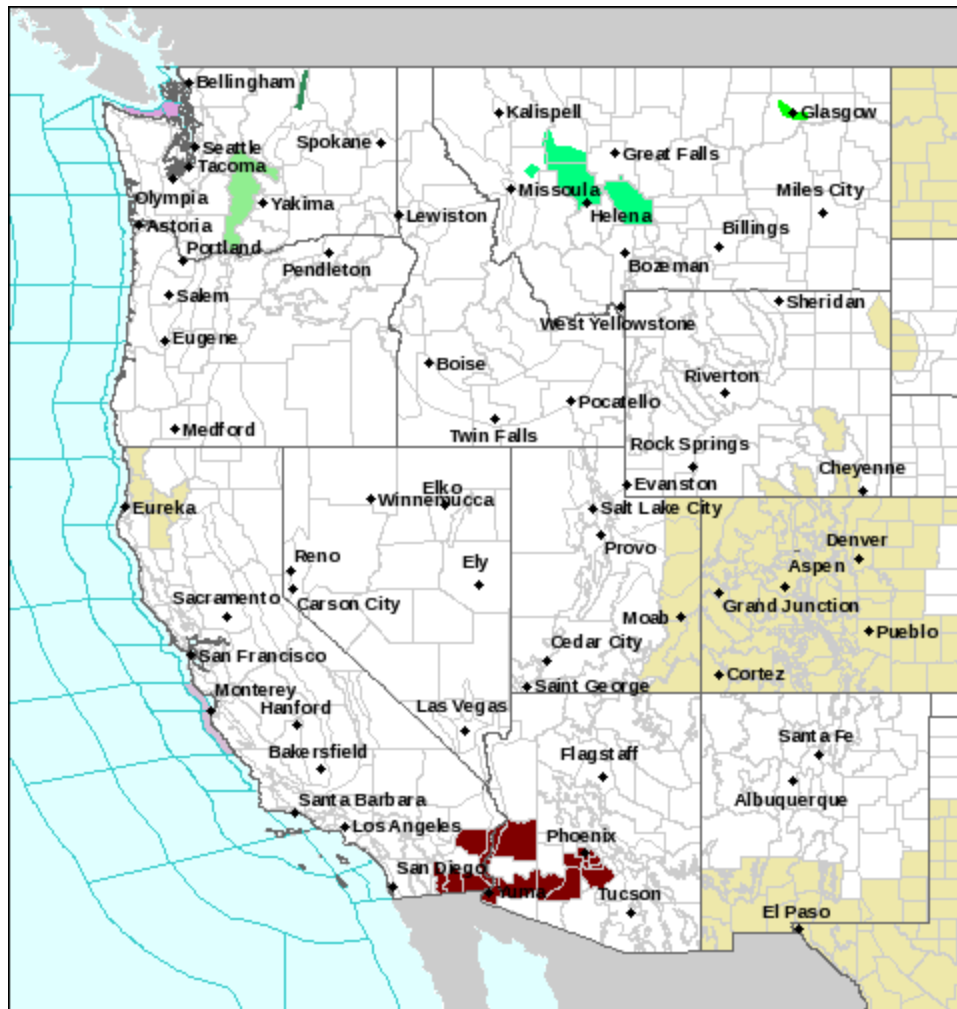 Bellingham
Kalispell
Glasgow
Seattle
Spokane
Great Falls
Tacoma
Missoula
Miles City
Olympia
Yakima
Helena
Lewiston
Astoria
Billings
Portland
Pendleton
Bozeman
Salem
Sheridan
West Yellowstone
Eugene
Boise
Riverton
Pocatello
Medford
Twin Falls
Rock Springs
Cheyenne
Evanston
Elko
Winnemucca
Eureka
Salt Lake City
Denver
Provo
Reno
Ely
Aspen
Sacramento
Carson City
Grand Junction
Moab
Pueblo
Cedar City
San Francisco
Cortez
Saint George
Monterey
Hanford
Las Vegas
Santa Fe
Bakersfield
Flagstaff
Santa Barbara
Albuquerque
Los Angeles
Phoenix
San Diego
Yuma
Tucson
El Paso